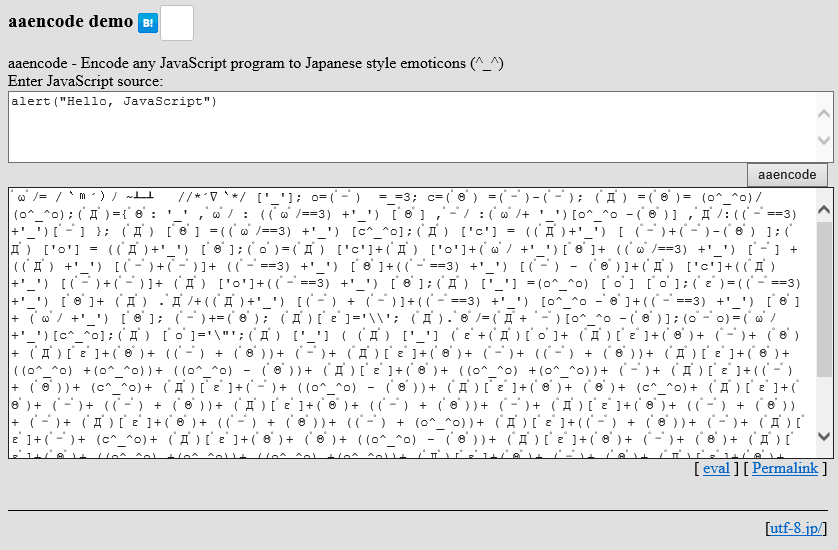 aaencode demo B!
aaencode - Encode any JavaScript program to Japanese style emoticons (^_^)
Enter JavaScript source:
alert("Hello, JavaScript")
aaencode
ﾟωﾟﾉ= /｀ｍ´）ﾉ ~┻━┻   //*´∇｀*/ ['_']; o=(ﾟｰﾟ)  =_=3; c=(ﾟΘﾟ) =(ﾟｰﾟ)-(ﾟｰﾟ); (ﾟДﾟ) =(ﾟΘﾟ)= (o^_^o)/
(o^_^o);(ﾟДﾟ)={ﾟΘﾟ: '_' ,ﾟωﾟﾉ : ((ﾟωﾟﾉ==3) +'_') [ﾟΘﾟ] ,ﾟｰﾟﾉ :(ﾟωﾟﾉ+ '_')[o^_^o -(ﾟΘﾟ)] ,ﾟДﾟﾉ:((ﾟｰﾟ==3)
+'_')[ﾟｰﾟ] }; (ﾟДﾟ) [ﾟΘﾟ] =((ﾟωﾟﾉ==3) +'_') [c^_^o];(ﾟДﾟ) ['c'] = ((ﾟДﾟ)+'_') [ (ﾟｰﾟ)+(ﾟｰﾟ)-(ﾟΘﾟ) ];(ﾟ
Дﾟ) ['o'] = ((ﾟДﾟ)+'_') [ﾟΘﾟ];(ﾟoﾟ)=(ﾟДﾟ) ['c']+(ﾟДﾟ) ['o']+(ﾟωﾟﾉ +'_')[ﾟΘﾟ]+ ((ﾟωﾟﾉ==3) +'_') [ﾟｰﾟ] +
((ﾟДﾟ) +'_') [(ﾟｰﾟ)+(ﾟｰﾟ)]+ ((ﾟｰﾟ==3) +'_') [ﾟΘﾟ]+((ﾟｰﾟ==3) +'_') [(ﾟｰﾟ) - (ﾟΘﾟ)]+(ﾟДﾟ) ['c']+((ﾟДﾟ)
+'_') [(ﾟｰﾟ)+(ﾟｰﾟ)]+ (ﾟДﾟ) ['o']+((ﾟｰﾟ==3) +'_') [ﾟΘﾟ];(ﾟДﾟ) ['_'] =(o^_^o) [ﾟoﾟ] [ﾟoﾟ];(ﾟεﾟ)=((ﾟｰﾟ==3)
+'_') [ﾟΘﾟ]+ (ﾟДﾟ) .ﾟДﾟﾉ+((ﾟДﾟ)+'_') [(ﾟｰﾟ) + (ﾟｰﾟ)]+((ﾟｰﾟ==3) +'_') [o^_^o -ﾟΘﾟ]+((ﾟｰﾟ==3) +'_') [ﾟΘﾟ]
+ (ﾟωﾟﾉ +'_') [ﾟΘﾟ]; (ﾟｰﾟ)+=(ﾟΘﾟ); (ﾟДﾟ)[ﾟεﾟ]='\\'; (ﾟДﾟ).ﾟΘﾟﾉ=(ﾟДﾟ+ ﾟｰﾟ)[o^_^o -(ﾟΘﾟ)];(oﾟｰﾟo)=(ﾟωﾟﾉ
+'_')[c^_^o];(ﾟДﾟ) [ﾟoﾟ]='\"';(ﾟДﾟ) ['_'] ( (ﾟДﾟ) ['_'] (ﾟεﾟ+(ﾟДﾟ)[ﾟoﾟ]+ (ﾟДﾟ)[ﾟεﾟ]+(ﾟΘﾟ)+ (ﾟｰﾟ)+ (ﾟΘﾟ)
+ (ﾟДﾟ)[ﾟεﾟ]+(ﾟΘﾟ)+ ((ﾟｰﾟ) + (ﾟΘﾟ))+ (ﾟｰﾟ)+ (ﾟДﾟ)[ﾟεﾟ]+(ﾟΘﾟ)+ (ﾟｰﾟ)+ ((ﾟｰﾟ) + (ﾟΘﾟ))+ (ﾟДﾟ)[ﾟεﾟ]+(ﾟΘﾟ)+
((o^_^o) +(o^_^o))+ ((o^_^o) - (ﾟΘﾟ))+ (ﾟДﾟ)[ﾟεﾟ]+(ﾟΘﾟ)+ ((o^_^o) +(o^_^o))+ (ﾟｰﾟ)+ (ﾟДﾟ)[ﾟεﾟ]+((ﾟｰﾟ)
+ (ﾟΘﾟ))+ (c^_^o)+ (ﾟДﾟ)[ﾟεﾟ]+(ﾟｰﾟ)+ ((o^_^o) - (ﾟΘﾟ))+ (ﾟДﾟ)[ﾟεﾟ]+(ﾟΘﾟ)+ (ﾟΘﾟ)+ (c^_^o)+ (ﾟДﾟ)[ﾟεﾟ]+(ﾟ
Θﾟ)+ (ﾟｰﾟ)+ ((ﾟｰﾟ) + (ﾟΘﾟ))+ (ﾟДﾟ)[ﾟεﾟ]+(ﾟΘﾟ)+ ((ﾟｰﾟ) + (ﾟΘﾟ))+ (ﾟｰﾟ)+ (ﾟДﾟ)[ﾟεﾟ]+(ﾟΘﾟ)+ ((ﾟｰﾟ) + (ﾟΘﾟ))
+ (ﾟｰﾟ)+ (ﾟДﾟ)[ﾟεﾟ]+(ﾟΘﾟ)+ ((ﾟｰﾟ) + (ﾟΘﾟ))+ ((ﾟｰﾟ) + (o^_^o))+ (ﾟДﾟ)[ﾟεﾟ]+((ﾟｰﾟ) + (ﾟΘﾟ))+ (ﾟｰﾟ)+ (ﾟДﾟ)[ﾟ
εﾟ]+(ﾟｰﾟ)+ (c^_^o)+ (ﾟДﾟ)[ﾟεﾟ]+(ﾟΘﾟ)+ (ﾟΘﾟ)+ ((o^_^o) - (ﾟΘﾟ))+ (ﾟДﾟ)[ﾟεﾟ]+(ﾟΘﾟ)+ (ﾟｰﾟ)+ (ﾟΘﾟ)+ (ﾟДﾟ)[ﾟ
εﾟ]+(ﾟΘﾟ)+ ((o^_^o) +(o^_^o))+ ((o^_^o) +(o^_^o))+ (ﾟДﾟ)[ﾟεﾟ]+(ﾟΘﾟ)+ (ﾟｰﾟ)+ (ﾟΘﾟ)+ (ﾟДﾟ)[ﾟεﾟ]+(ﾟΘﾟ)+
[ eval ] [ Permalink ]
[utf-8.jp/]